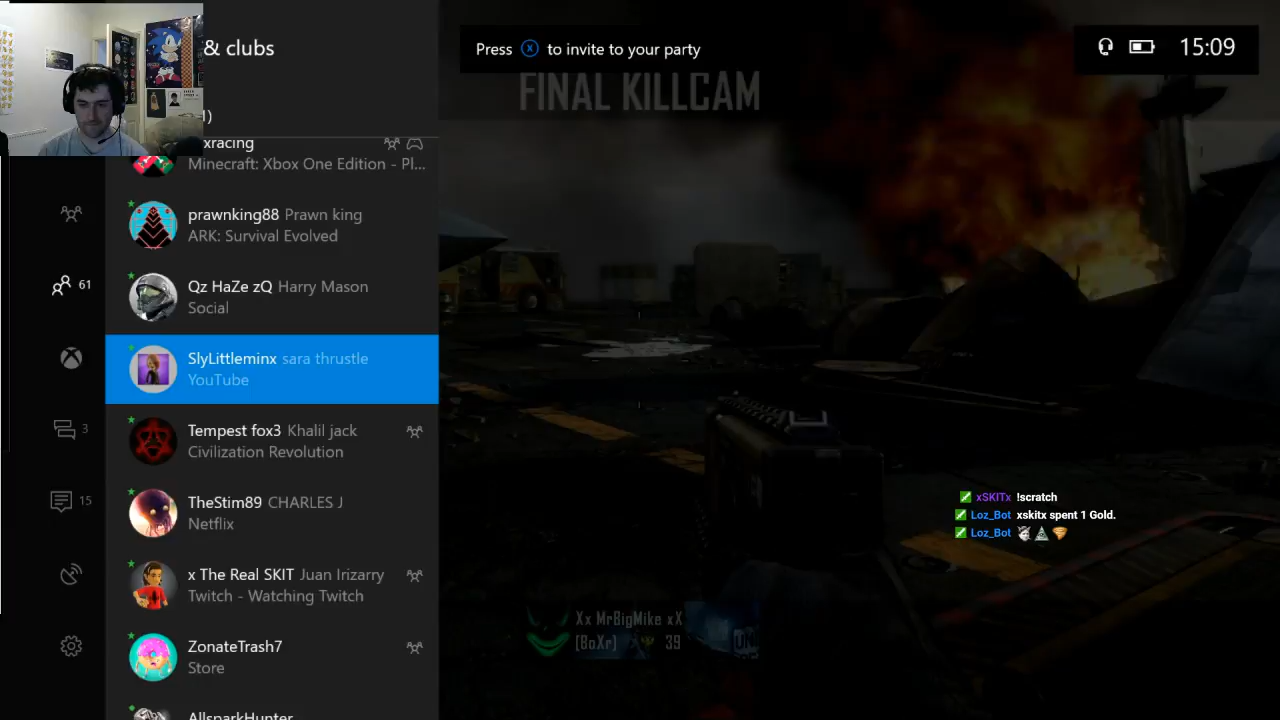 & clubs
Press X to invite to your party
15:09
FINAL KILLCAM
xracing
Minecraft: Xbox One Edition - Pl...
prawnking88 Prawn king
ARK: Survival Evolved
61
Qz HaZe zQ Harry Mason
Social
SlyLittleminx sara thrustle
YouTube
3
Tempest fox3 Khalil jack
Civilization Revolution
15
TheStim89 CHARLES J
Netflix
xSKITx !scratch
Loz_Bot xskitx spent 1 Gold.
Loz_Bot
x The Real SKIT Juan Irizarry
Twitch - Watching Twitch
Xx MrBigMike xX
[BoXr] 39
ZonateTrash7
Store
AllsparkHunter